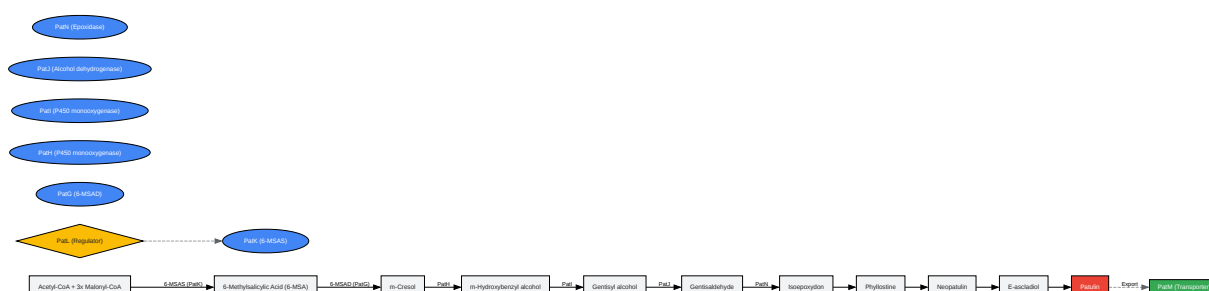 PatN (Epoxidase)
PatJ (Alcohol dehydrogenase)
PatI (P450 monooxygenase)
PatH (P450 monooxygenase)
PatG (6-MSAD)
PatL (Regulator)
PatK (6-MSAS)
Acetyl-CoA + 3x Malonyl-CoA
6-MSAS (PatK)
6-Methylsalicylic Acid (6-MSA)
6-MSAD (PatG)
m-Cresol
PatH
m-Hydroxybenzyl alcohol
PatI
Gentisyl alcohol
PatJ
Gentisaldehyde
PatN
Isoepoxydon
Phyllostine
Neopatulin
E-ascladiol
Patulin
Export
PatM (Transporter